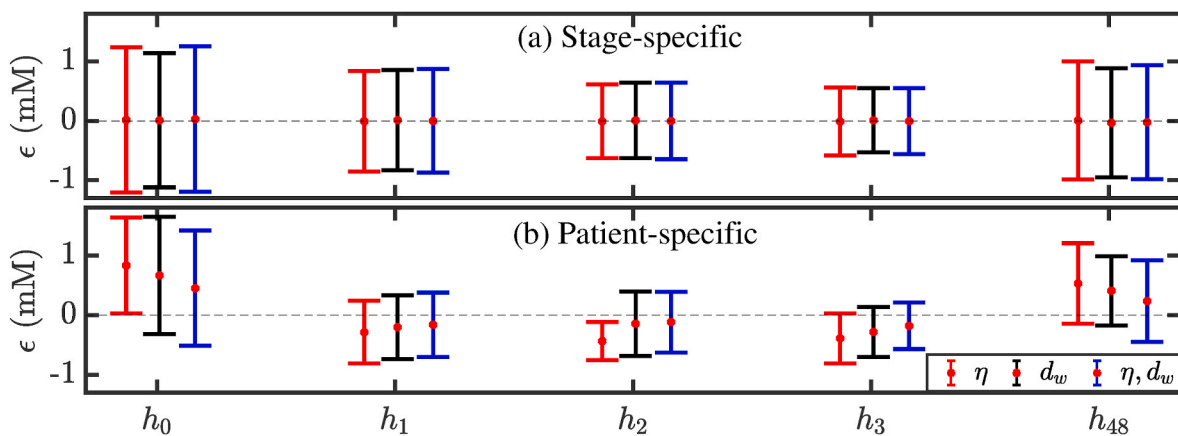 (a) Stage-specific
ϵ (mM)
1
0
-1
(b) Patient-specific
ϵ (mM)
1
0
-1
η d_w η, d_w
h_0 h_1 h_2 h_3 h_48